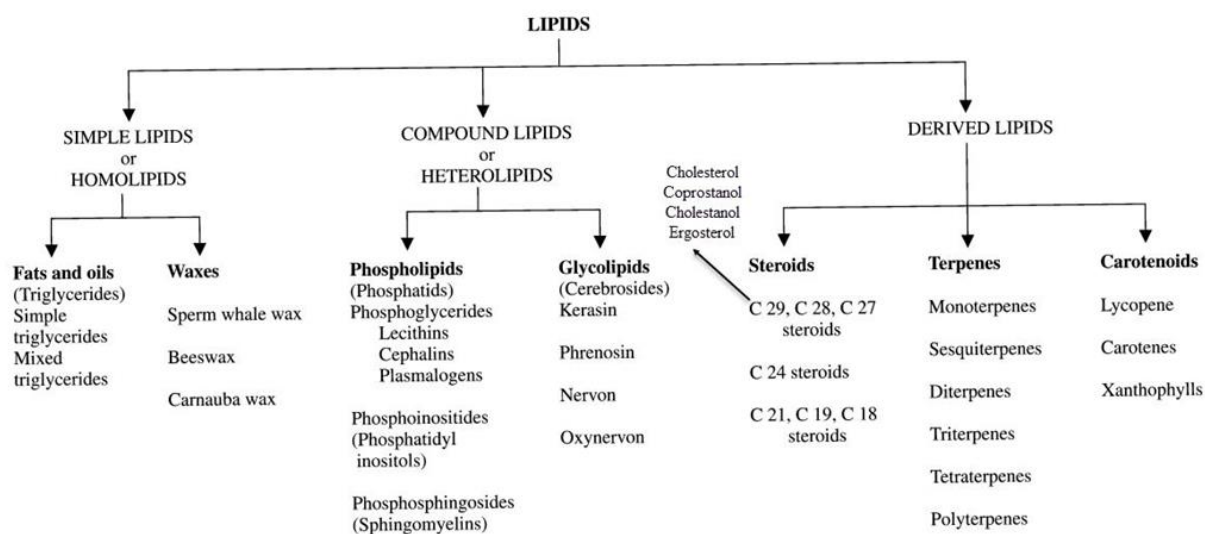 LIPIDS
SIMPLE LIPIDS
or
HOMOLIPIDS
COMPOUND LIPIDS
or
HETEROLIPIDS
DERIVED LIPIDS
Cholesterol
Coprostanol
Cholestanol
Ergosterol
Fats and oils
(Triglycerides)
Simple
triglycerides
Mixed
triglycerides
Waxes
Sperm whale wax
Beeswax
Carnauba wax
Phospholipids
(Phosphatids)
Phosphoglycerides
Lecithins
Cephalins
Plasmalogens
Phosphoinositides
(Phosphatidyl
inositols)
Phosphosphingosides
(Sphingomyelins)
Glycolipids
(Cerebrosides)
Kerasin
Phrenosin
Nervon
Oxynervon
Steroids
C 29, C 28, C 27
steroids
C 24 steroids
C 21, C 19, C 18
steroids
Terpenes
Monoterpenes
Sesquiterpenes
Diterpenes
Triterpenes
Tetraterpenes
Polyterpenes
Carotenoids
Lycopene
Carotenes
Xanthophylls